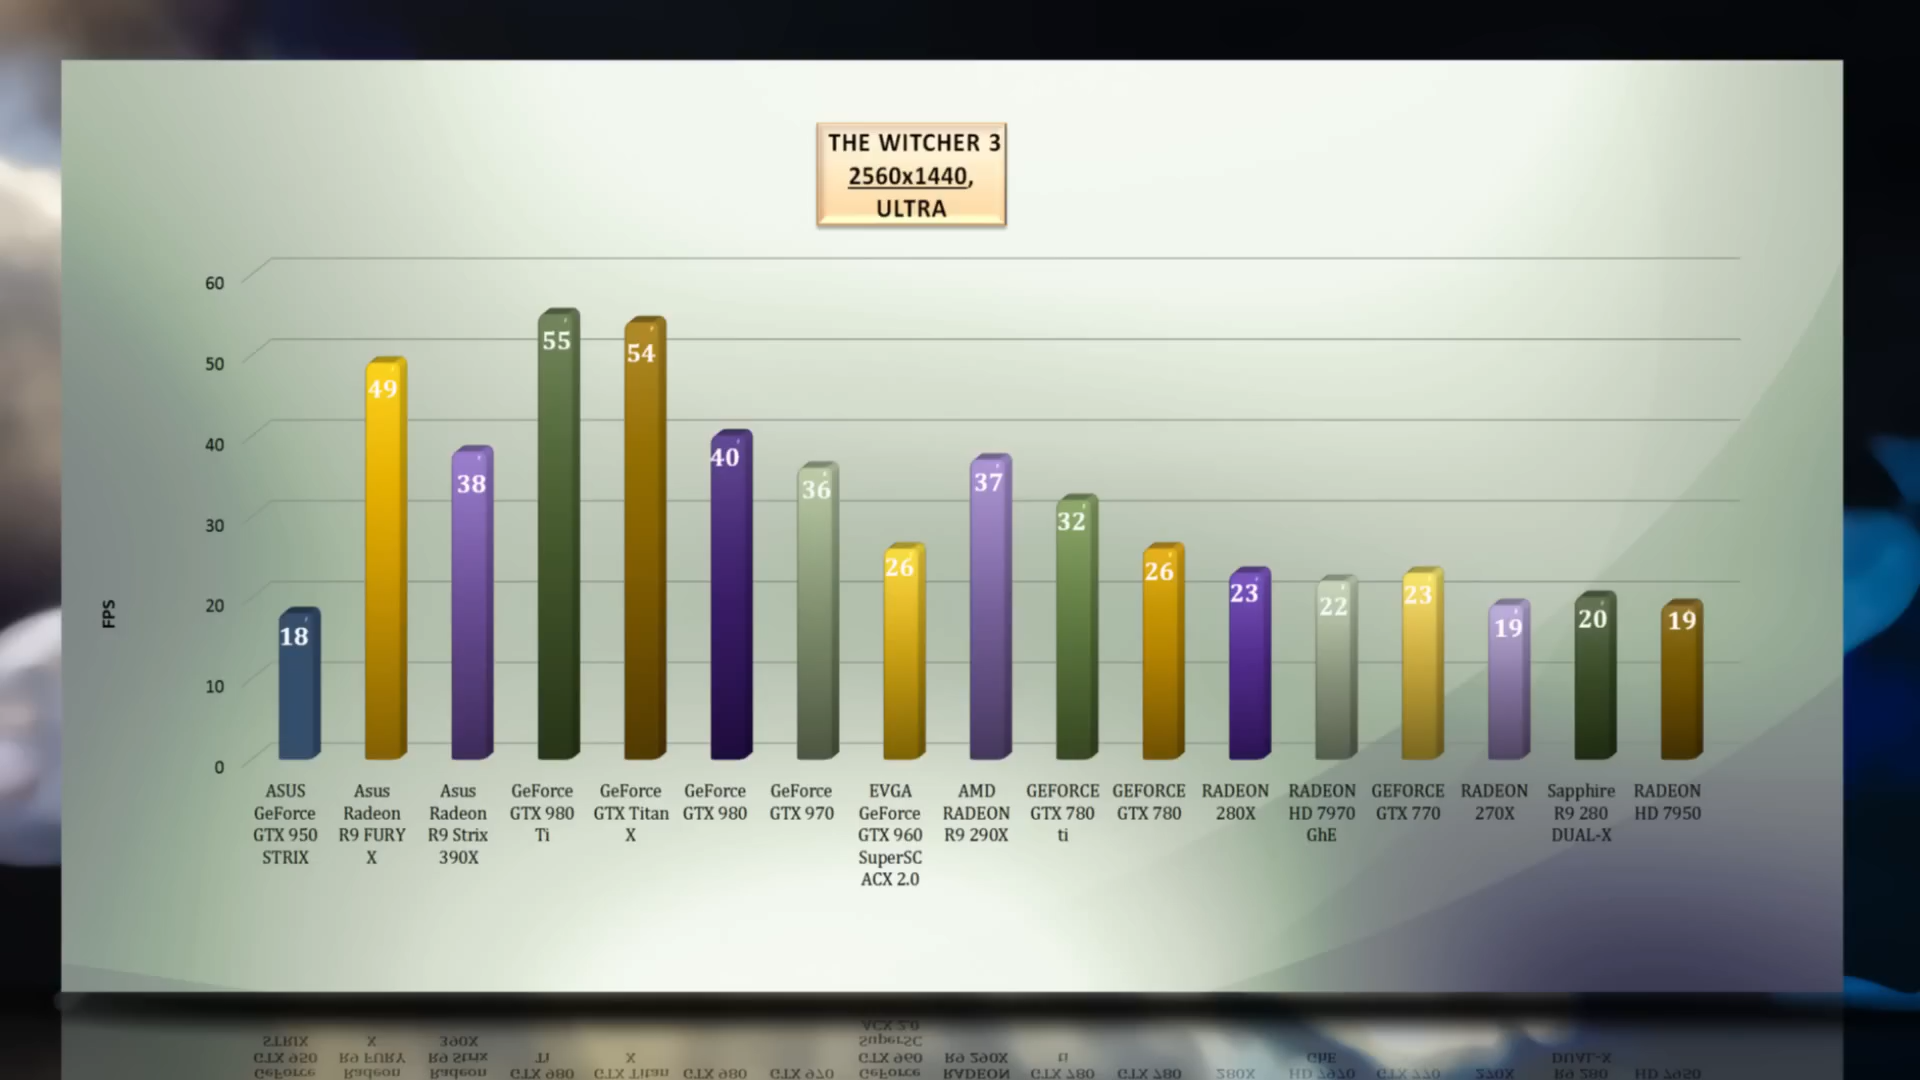 THE WITCHER 3
2560x1440,
ULTRA
60
50
40
30
20
10
0
FPS
18
49
38
55
54
40
36
26
37
32
26
23
22
23
19
20
19
ASUS
GeForce
GTX 950
STRIX
Asus
Radeon
R9 FURY
X
Asus
Radeon
R9 Strix
390X
GeForce
GTX 980
Ti
GeForce
GTX Titan
X
GeForce
GTX 980
GeForce
GTX 970
EVGA
GeForce
GTX 960
SuperSC
ACX 2.0
AMD
RADEON
R9 290X
GEFORCE
GTX 780
ti
GEFORCE
GTX 780
RADEON
280X
RADEON
HD 7970
GhE
GEFORCE
GTX 770
RADEON
270X
Sapphire
R9 280
DUAL-X
RADEON
HD 7950